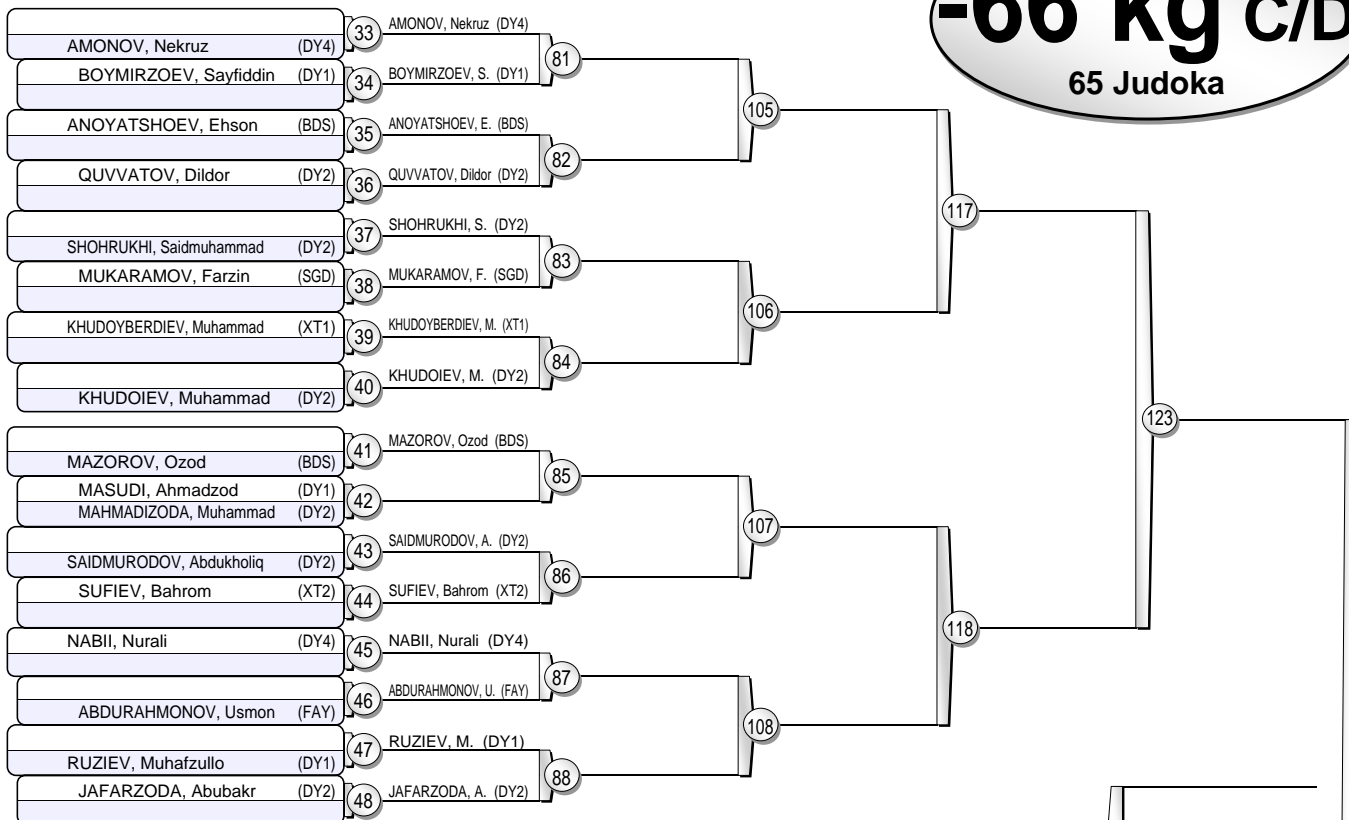 -66 kg C/D
65 Judoka
AMONOV, Nekruz (DY4)
33
AMONOV, Nekruz (DY4)
BOYMIRZOEV, Sayfiddin (DY1)
34
BOYMIRZOEV, S. (DY1)
81
ANOYATSHOEV, Ehson (BDS)
35
ANOYATSHOEV, E. (BDS)
QUVVATOV, Dildor (DY2)
36
QUVVATOV, Dildor (DY2)
82
105
SHOHRUKHI, Saidmuhammad (DY2)
37
SHOHRUKHI, S. (DY2)
MUKARAMOV, Farzin (SGD)
38
MUKARAMOV, F. (SGD)
83
KHUDOYBERDIEV, Muhammad (XT1)
39
KHUDOYBERDIEV, M. (XT1)
KHUDOIEV, Muhammad (DY2)
40
KHUDOIEV, M. (DY2)
84
106
117
MAZOROV, Ozod (BDS)
41
MAZOROV, Ozod (BDS)
MASUDI, Ahmadzod (DY1)
MAHMADIZODA, Muhammad (DY2)
42
85
SAIDMURODOV, Abdukholiq (DY2)
43
SAIDMURODOV, A. (DY2)
SUFIEV, Bahrom (XT2)
44
SUFIEV, Bahrom (XT2)
86
107
NABII, Nurali (DY4)
45
NABII, Nurali (DY4)
ABDURAHMONOV, Usmon (FAY)
46
ABDURAHMONOV, U. (FAY)
87
RUZIEV, Muhafzullo (DY1)
47
RUZIEV, M. (DY1)
JAFARZODA, Abubakr (DY2)
48
JAFARZODA, A. (DY2)
88
108
118
123